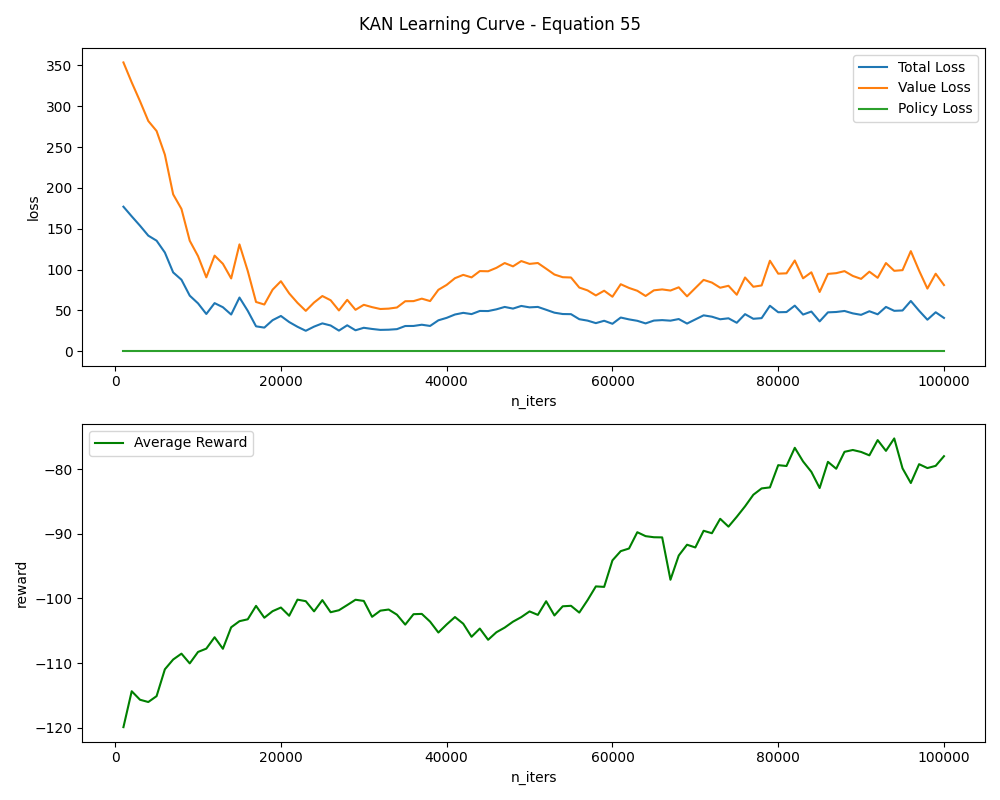 KAN Learning Curve - Equation 55
350
300
250
200
150
100
50
0
loss
Total Loss
Value Loss
Policy Loss
0 20000 40000 60000 80000 100000
n_iters
Average Reward
−80
−90
−100
−110
−120
reward
0 20000 40000 60000 80000 100000
n_iters